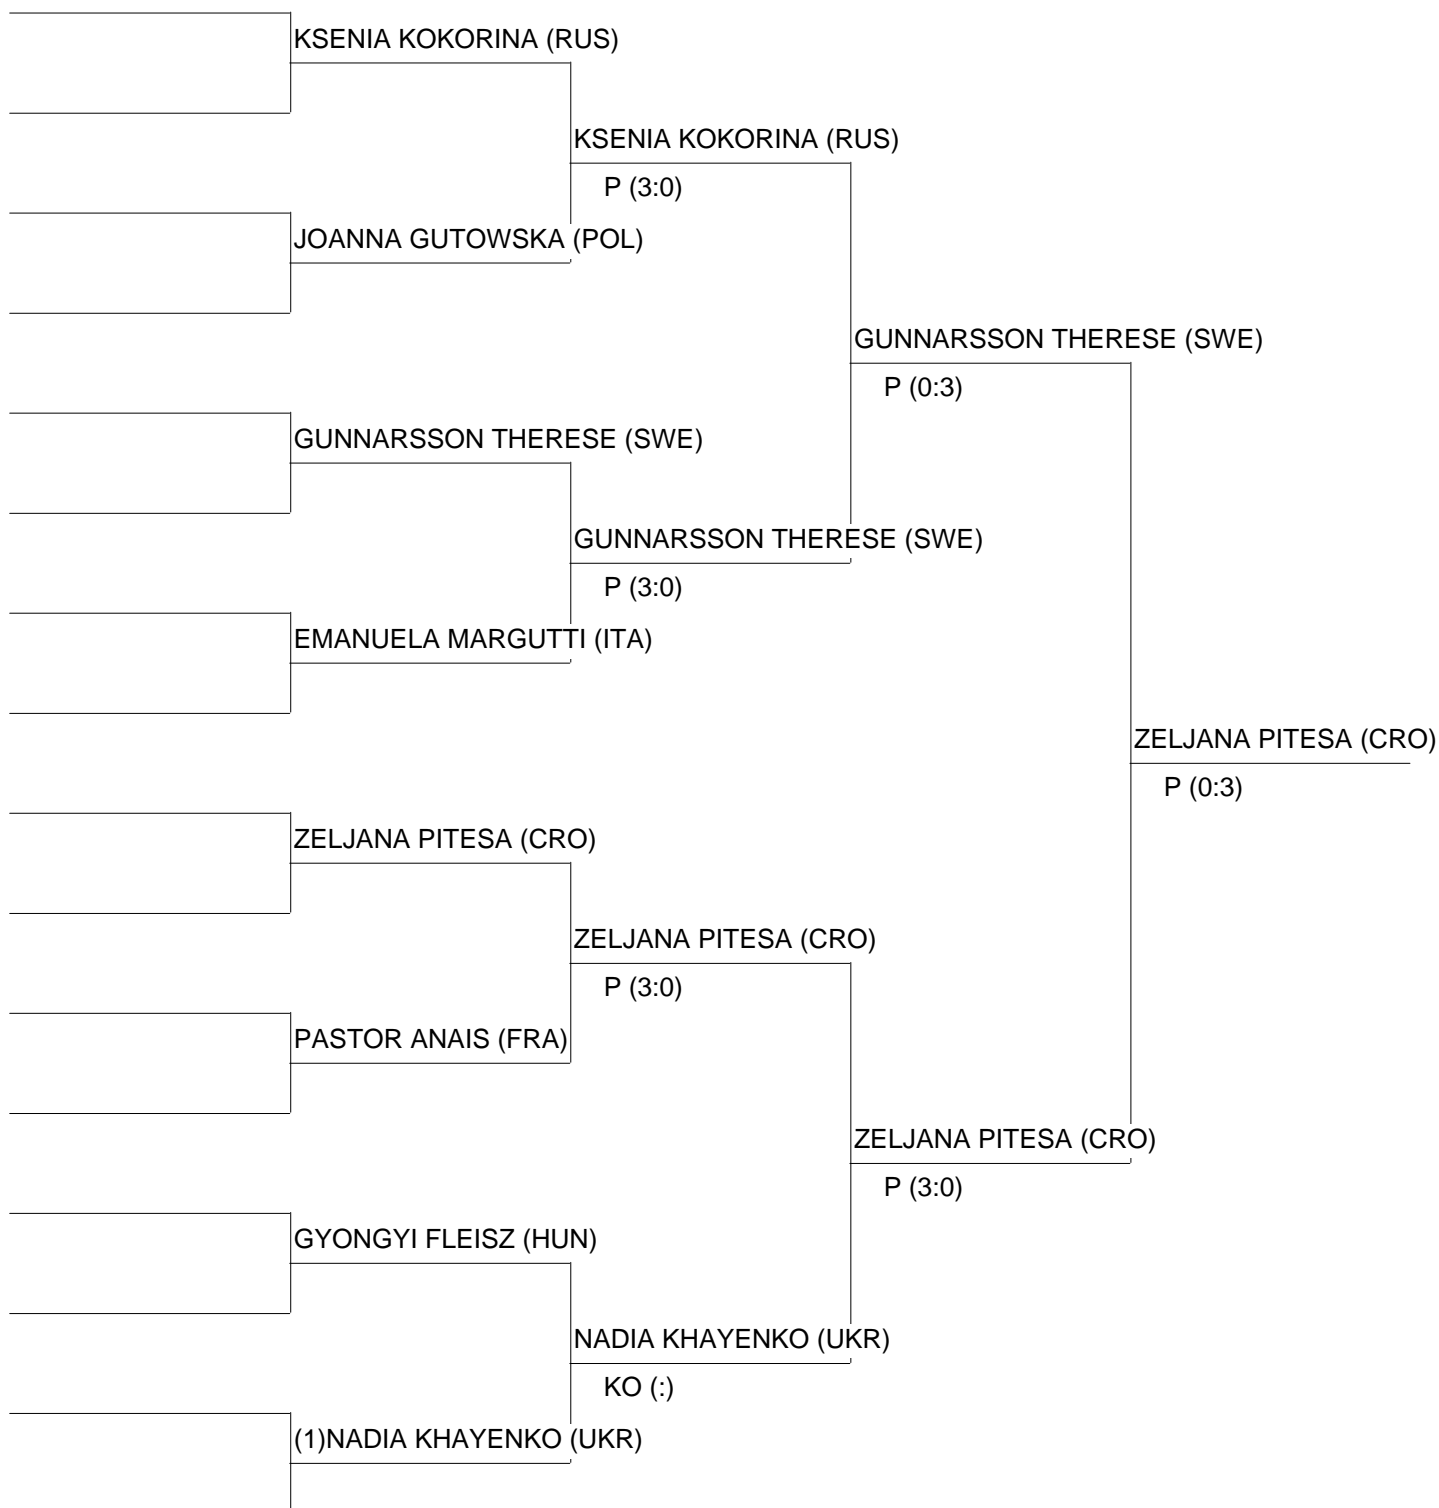 KSENIA KOKORINA (RUS)
KSENIA KOKORINA (RUS)
P (3:0)
JOANNA GUTOWSKA (POL)
GUNNARSSON THERESE (SWE)
P (0:3)
GUNNARSSON THERESE (SWE)
GUNNARSSON THERESE (SWE)
P (3:0)
EMANUELA MARGUTTI (ITA)
ZELJANA PITESA (CRO)
P (0:3)
ZELJANA PITESA (CRO)
ZELJANA PITESA (CRO)
P (3:0)
PASTOR ANAIS (FRA)
ZELJANA PITESA (CRO)
P (3:0)
GYONGYI FLEISZ (HUN)
NADIA KHAYENKO (UKR)
KO (:)
(1)NADIA KHAYENKO (UKR)